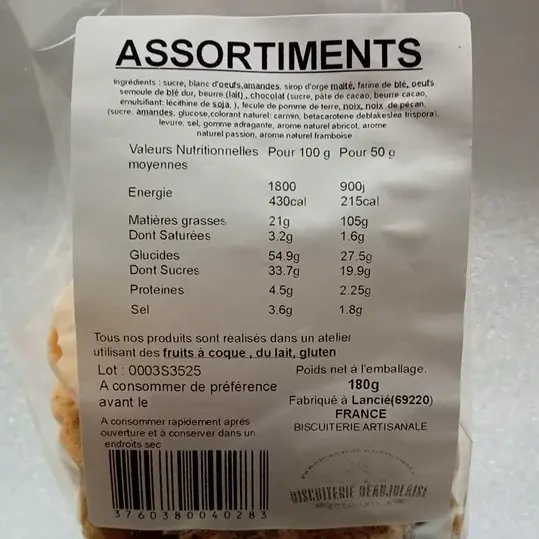 ASSORTIMENTS
Ingrédients : sucre, blanc d'oeufs,amandes, sirop d'orge malté, farine de blé, oeufs
semoule de blé dur, beurre (lait) , chocolat (sucre, pâte de cacao, beurre cacao,
émulsifiant: lécithine de soja, ), fécule de pomme de terre, noix, noix de pécan,
(sucre, amandes, glucose,colorant naturel: carmin, betacarotene deblakeslea trispora),
levure, sel, gomme adragante, arome naturel abricot, arome
naturel passion, arome naturel framboise
Valeurs Nutritionnelles Pour 100 g Pour 50 g
moyennes
Energie 1800 900j
430cal 215cal
Matières grasses 21g 105g
Dont Saturées 3.2g 1.6g
Glucides 54.9g 27.5g
Dont Sucres 33.7g 19.9g
Proteines 4.5g 2.25g
Sel 3.6g 1.8g
Tous nos produits sont réalisés dans un atelier
utilisant des fruits à coque , du lait, gluten
Lot : 0003S3525
A consommer de préférence
avant le
A consommer rapidement après
ouverture et à conserver dans un
endroits sec
Poids net à l'emballage.
180g
Fabriqué à Lancié(69220)
FRANCE
BISCUITERIE ARTISANALE
3760380040283
BISCUITERIE BEAUJOLAISE